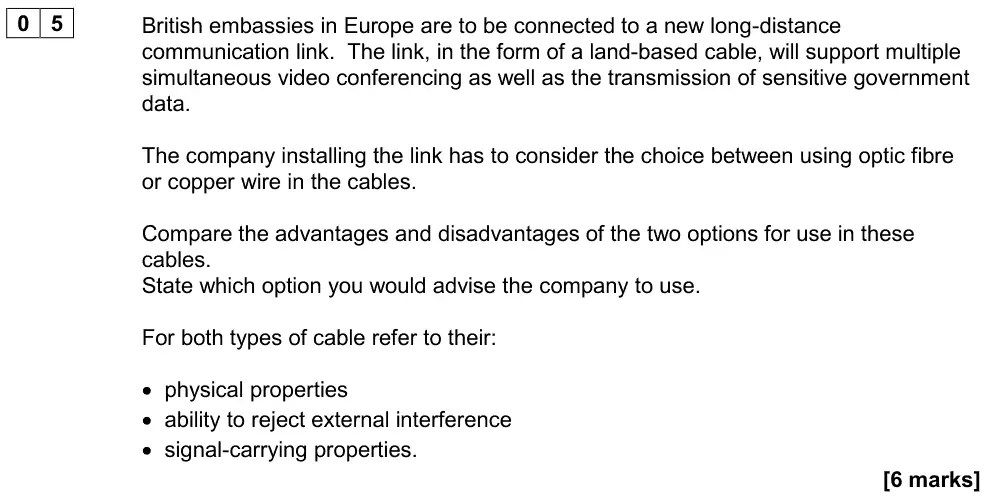 0 5
British embassies in Europe are to be connected to a new long-distance
communication link. The link, in the form of a land-based cable, will support multiple
simultaneous video conferencing as well as the transmission of sensitive government
data.
The company installing the link has to consider the choice between using optic fibre
or copper wire in the cables.
Compare the advantages and disadvantages of the two options for use in these
cables.
State which option you would advise the company to use.
For both types of cable refer to their:
• physical properties
• ability to reject external interference
• signal-carrying properties.
[6 marks]